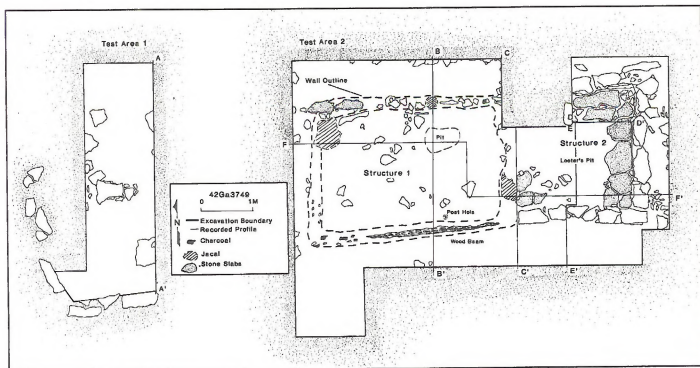 Test Area 1
A
Test Area 2
B
C
Wall Outline
F
Pit
E
D
D'
Structure 2
Looter's Pit
Structure 1
42Ga3749
0 1M
N
Excavation Boundary
Recorded Profile
Charcoal
Jacal
Stone Slabs
F'
Post Hole
Wood Beam
A'
B'
C'
E'